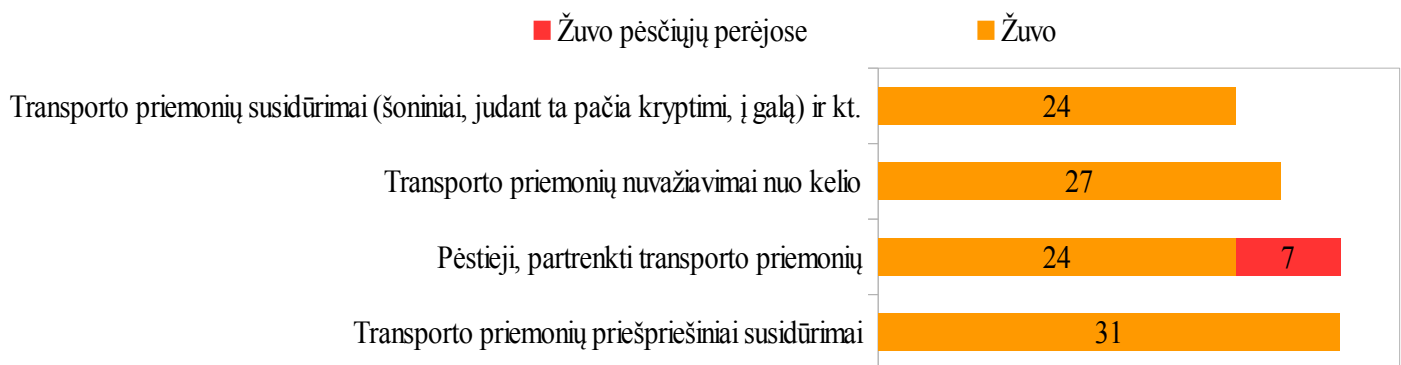 Žuvo pėsčiųjų perėjose Žuvo
Transporto priemonių susidūrimai (šoniniai, judant ta pačia kryptimi, į galą) ir kt. 24
Transporto priemonių nuvažiavimai nuo kelio 27
Pėstieji, partrenkti transporto priemonių 24 7
Transporto priemonių priešpriešiniai susidūrimai 31